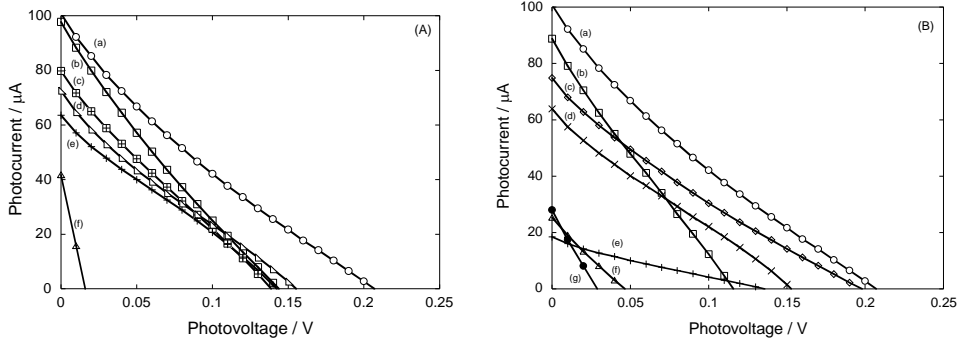 100
80
60
40
20
0
Photocurrent / μA
(A)
(a)
(b)
(c)
(d)
(e)
(f)
0
0.05
0.1
0.15
0.2
0.25
Photovoltage / V
100
80
60
40
20
0
Photocurrent / μA
(B)
(a)
(b)
(c)
(d)
(e)
(f)
(g)
0
0.05
0.1
0.15
0.2
0.25
Photovoltage / V